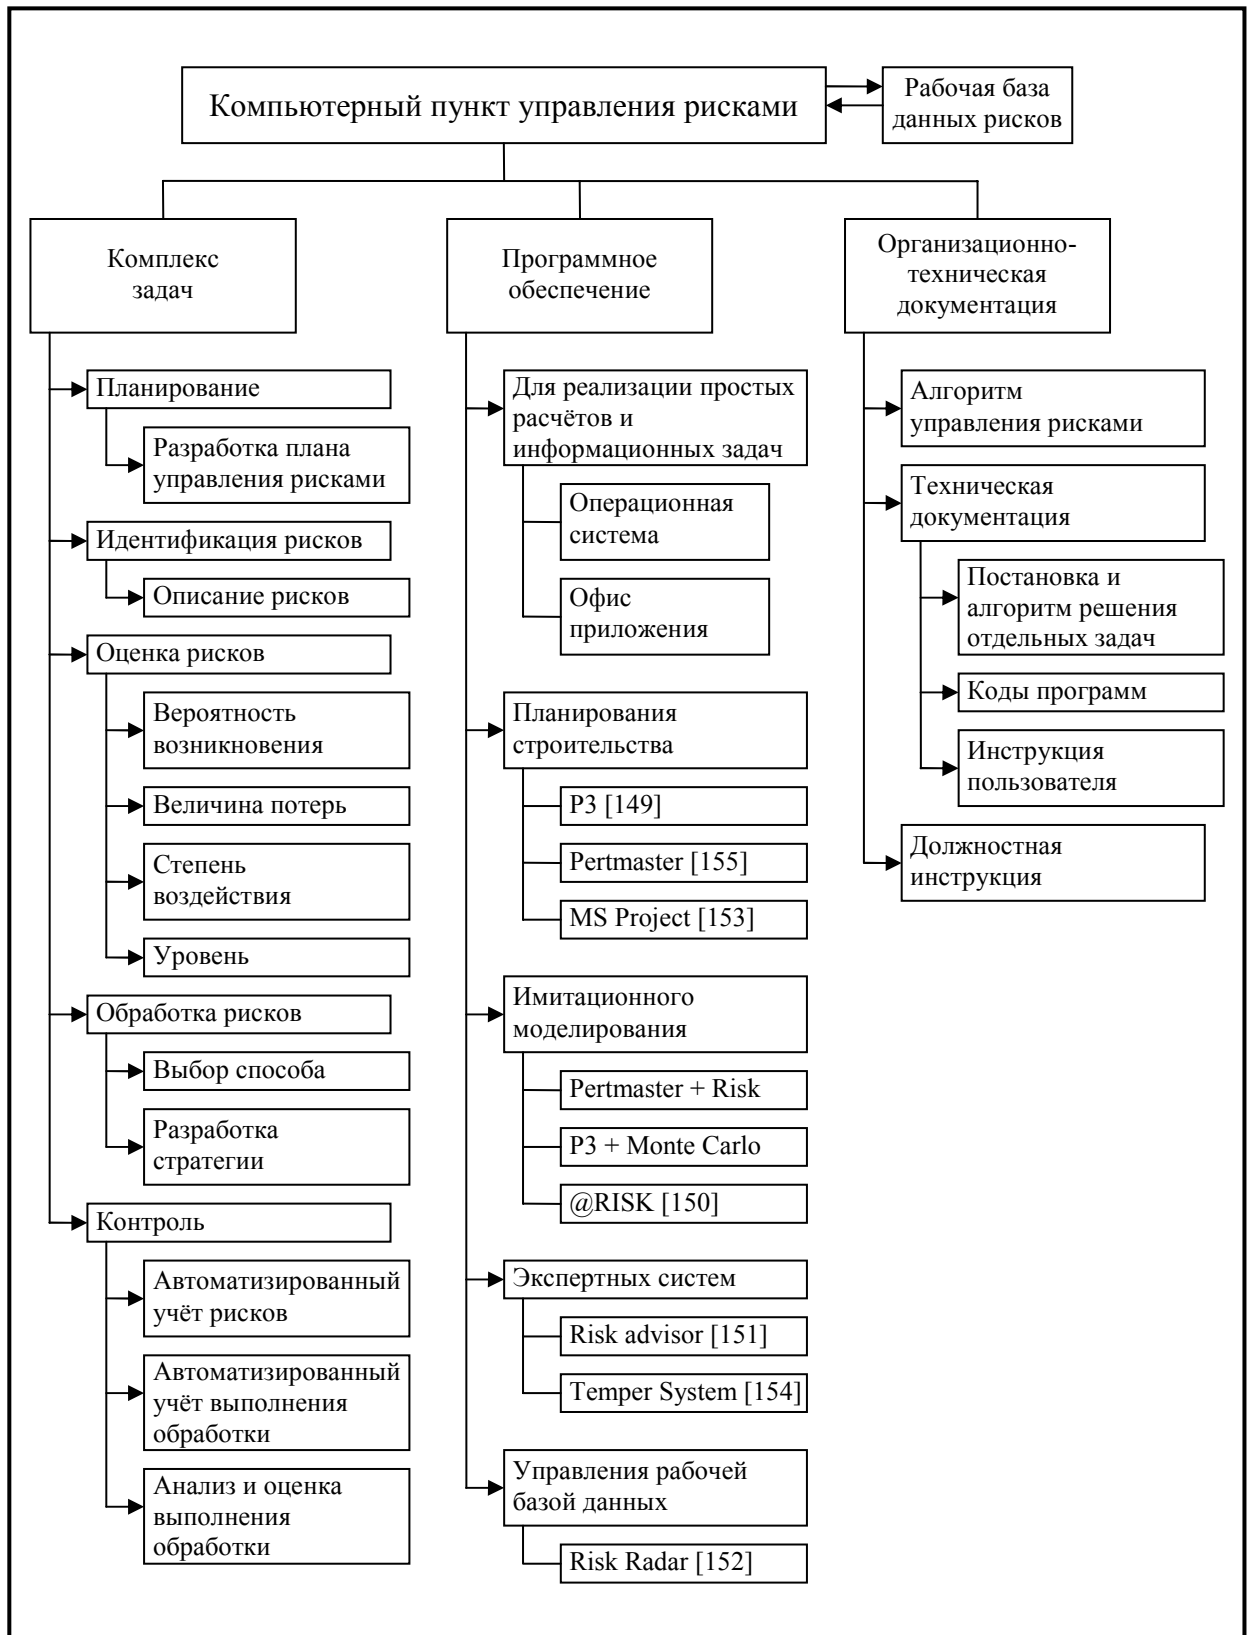 Компьютерный пункт управления рисками
Рабочая база
данных рисков
Комплекс
задач
Планирование
Разработка плана
управления рисками
Идентификация рисков
Описание рисков
Оценка рисков
Вероятность
возникновения
Величина потерь
Степень
воздействия
Уровень
Обработка рисков
Выбор способа
Разработка
стратегии
Контроль
Автоматизированный
учёт рисков
Автоматизированный
учёт выполнения
обработки
Анализ и оценка
выполнения
обработки
Программное
обеспечение
Для реализации простых
расчётов и
информационных задач
Операционная
система
Офис
приложения
Планирования
строительства
P3 [149]
Pertmaster [155]
MS Project [153]
Имитационного
моделирования
Pertmaster + Risk
P3 + Monte Carlo
@RISK [150]
Экспертных систем
Risk advisor [151]
Temper System [154]
Управления рабочей
базой данных
Risk Radar [152]
Организационно-
техническая
документация
Алгоритм
управления рисками
Техническая
документация
Постановка и
алгоритм решения
отдельных задач
Коды программ
Инструкция
пользователя
Должностная
инструкция